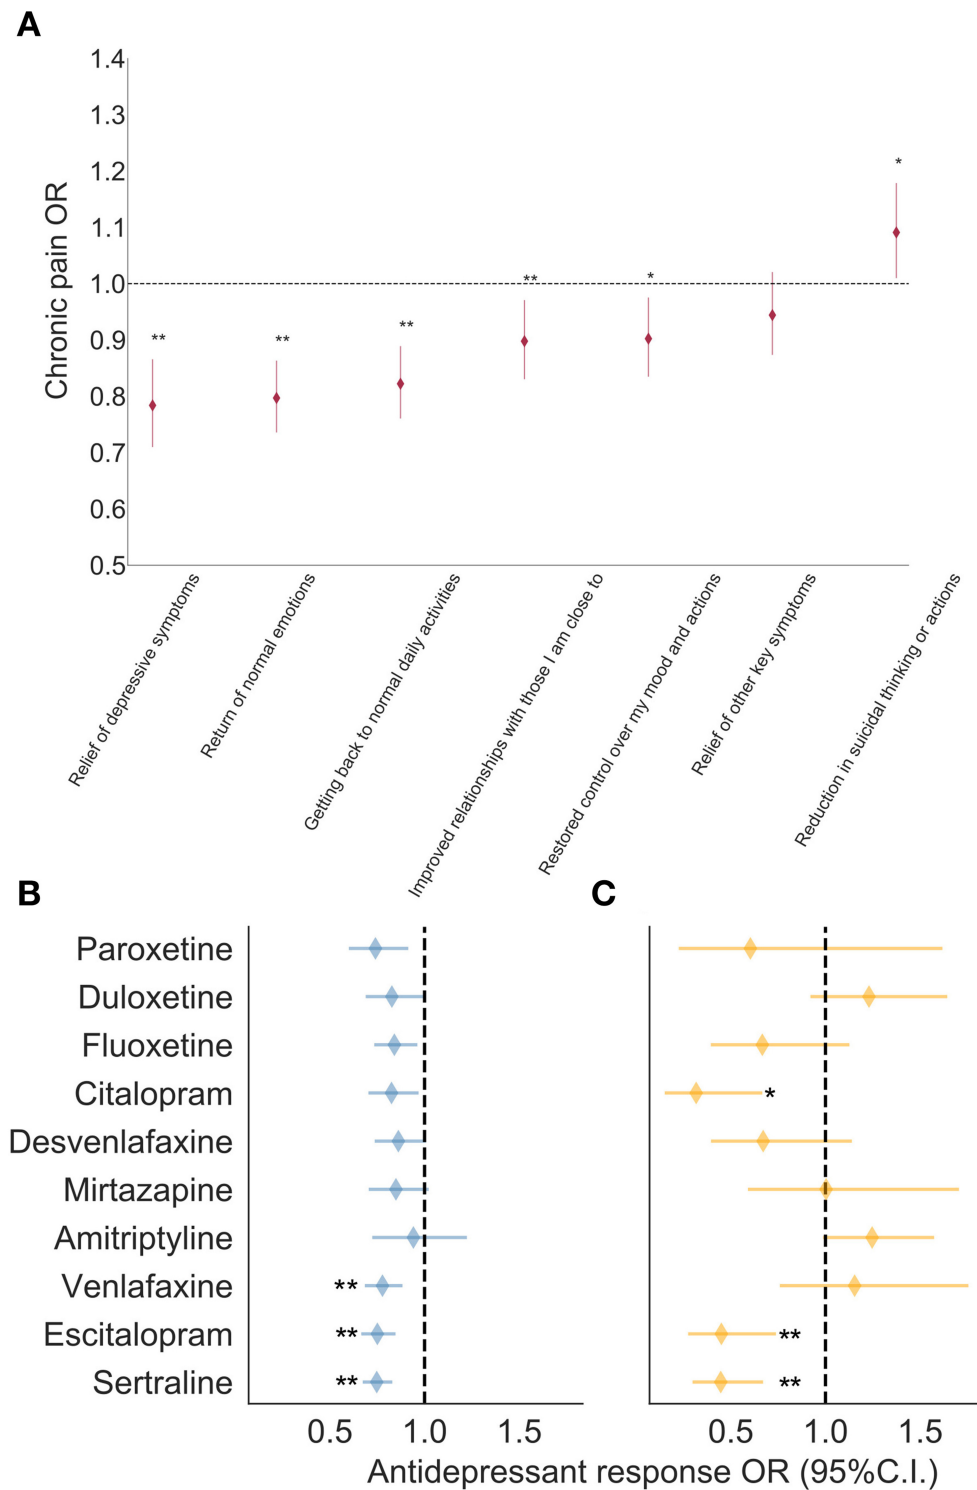 A
1.4
1.3
1.2
1.1
1.0
0.9
0.8
0.7
0.6
0.5
Chronic pain OR
**
**
**
**
*
*
Relief of depressive symptoms
Return of normal emotions
Getting back to normal daily activities
Improved relationships with those I am close to
Restored control over my mood and actions
Relief of other key symptoms
Reduction in suicidal thinking or actions
B
C
Paroxetine
Duloxetine
Fluoxetine
Citalopram *
Desvenlafaxine
Mirtazapine
Amitriptyline
Venlafaxine **
Escitalopram ** **
Sertraline ** **
0.5 1.0 1.5 0.5 1.0 1.5
Antidepressant response OR (95%C.I.)